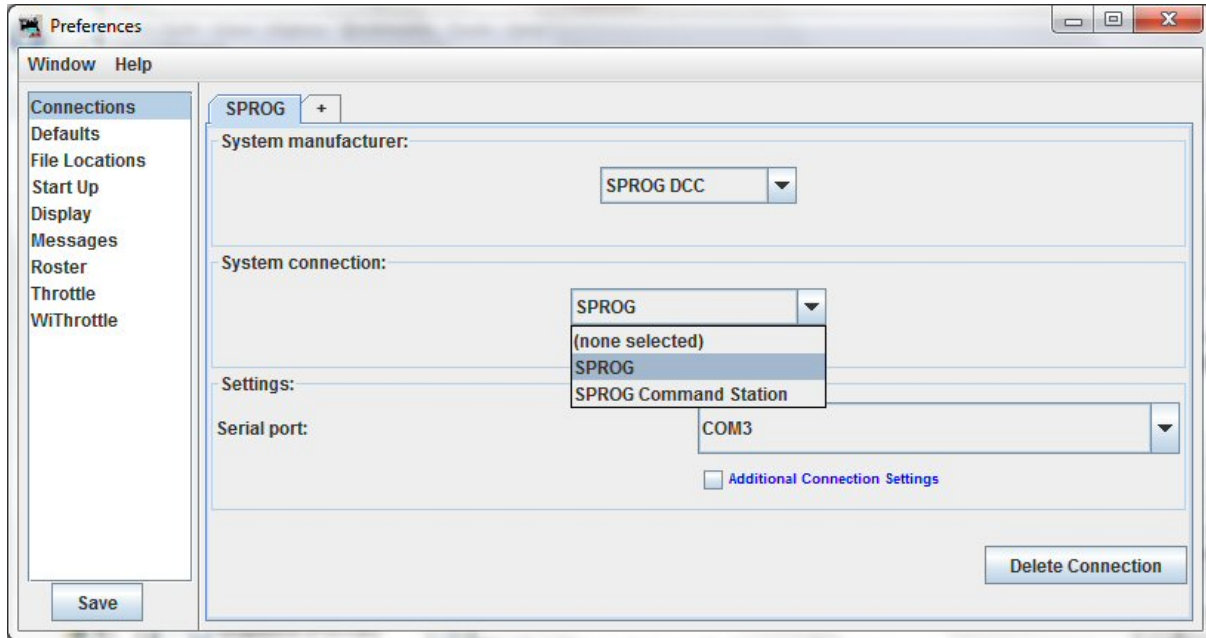 Preferences
Window Help
Connections
Defaults
File Locations
Start Up
Display
Messages
Roster
Throttle
WiThrottle
Save
SPROG +
System manufacturer:
SPROG DCC
System connection:
SPROG
(none selected)
SPROG
SPROG Command Station
Settings:
Serial port:
COM3
Additional Connection Settings
Delete Connection